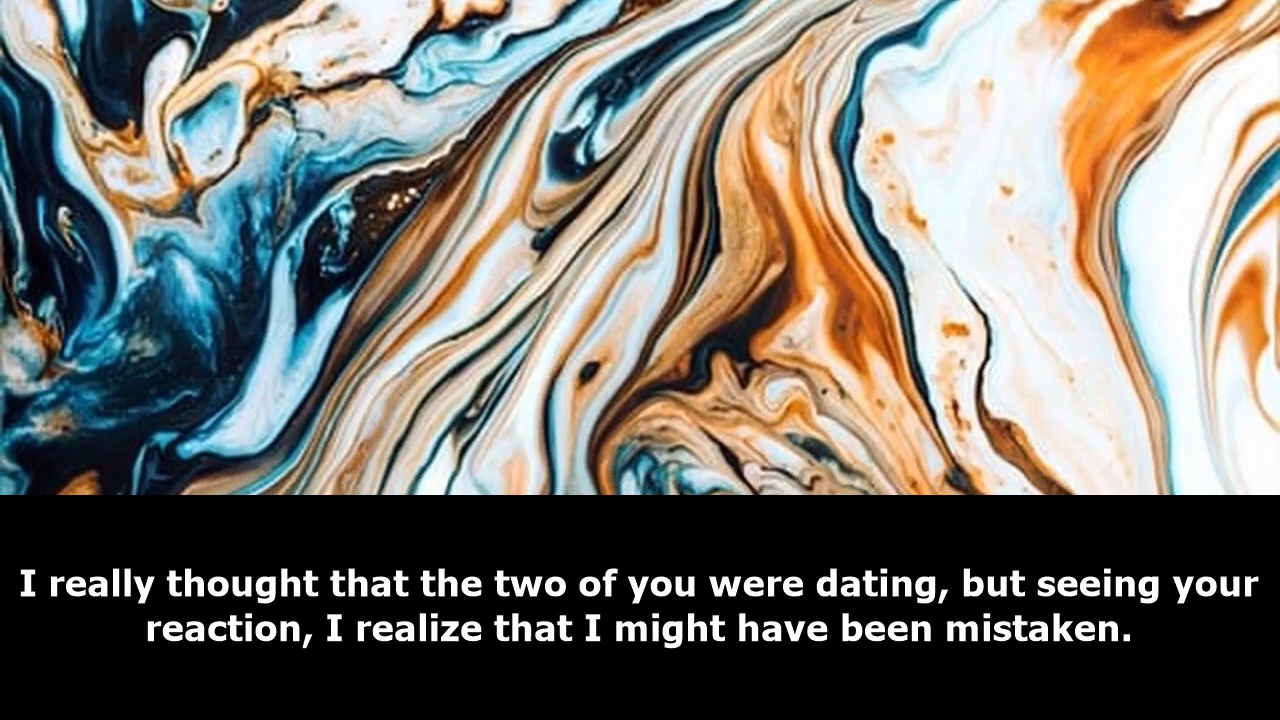 I really thought that the two of you were dating, but seeing your
reaction, I realize that I might have been mistaken.